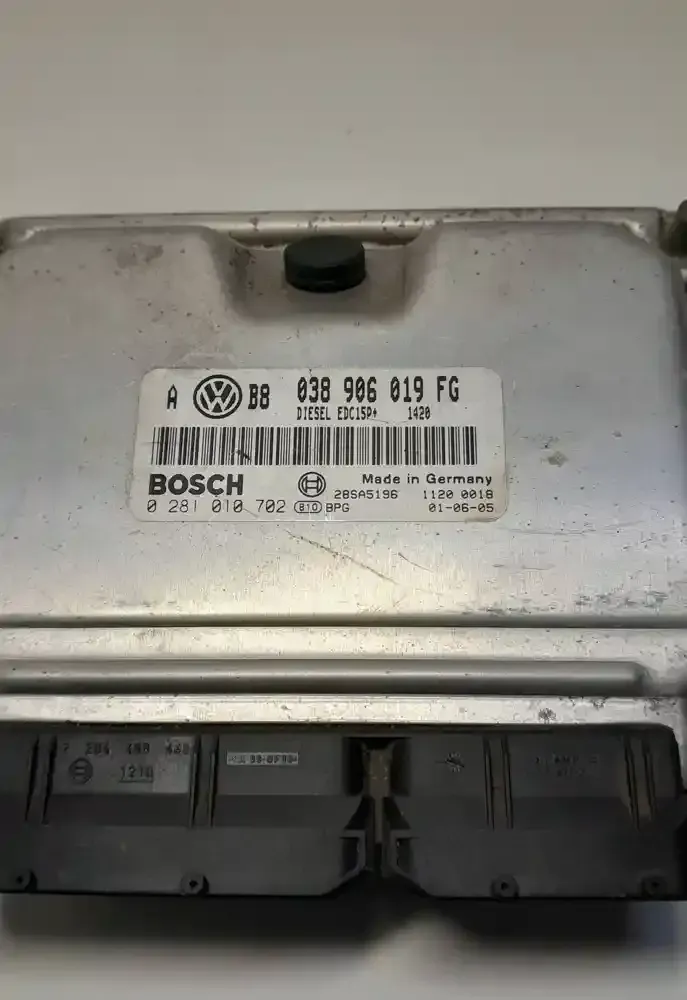 A VW B8 038 906 019 FG
DIESEL EDC15P+ 1420
BOSCH Made in Germany
28SA5196 1120 0018
0 281 010 702 810 BPG 01-06-05
1210